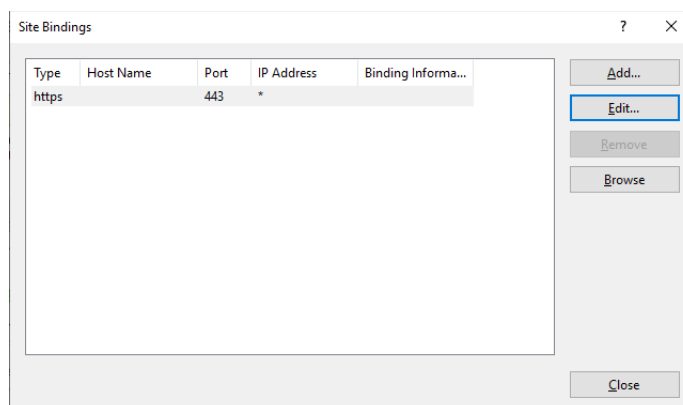 Site Bindings ? ×
Type Host Name Port IP Address Binding Informa...
https 443 *
Add...
Edit...
Remove
Browse
Close